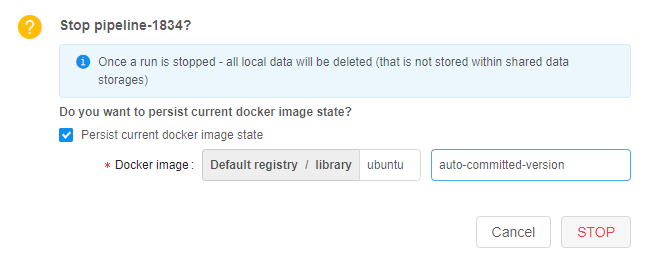 Stop pipeline-1834?
Once a run is stopped - all local data will be deleted (that is not stored within shared data
storages)
Do you want to persist current docker image state?
Persist current docker image state
* Docker image : Default registry / library ubuntu auto-committed-version
Cancel STOP